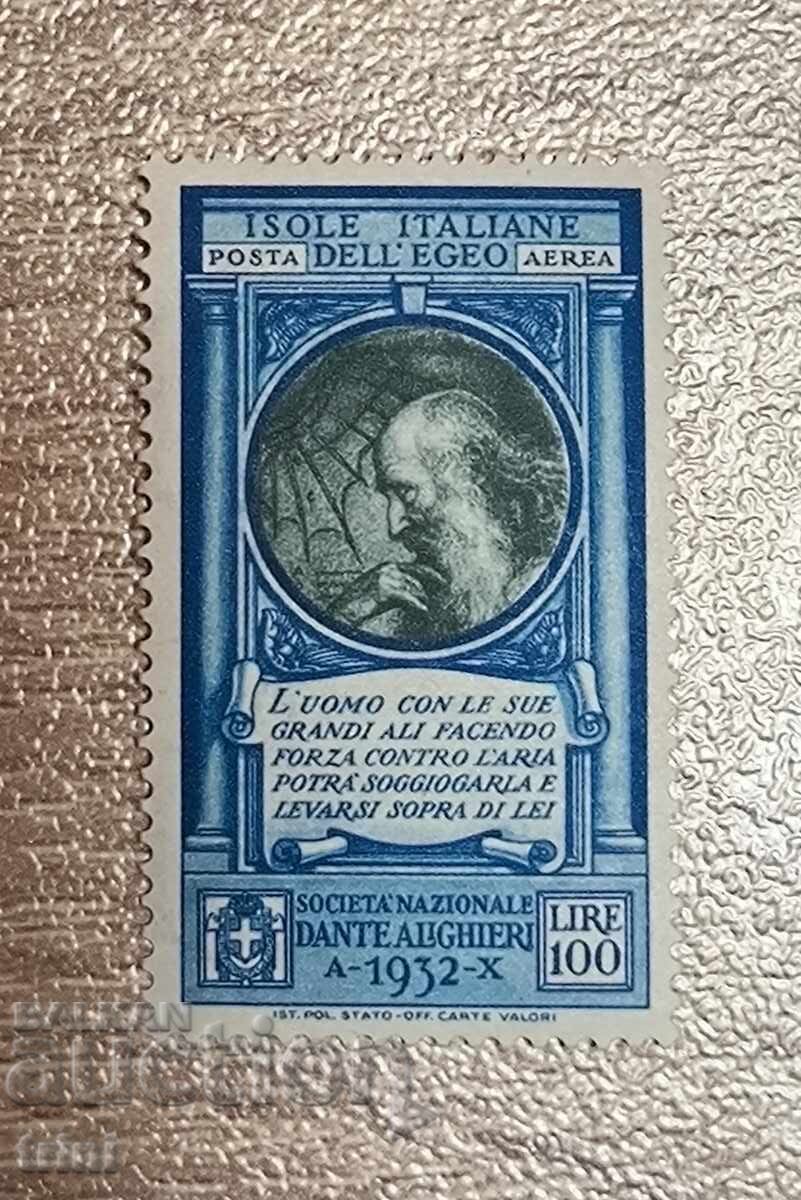 ISOLE ITALIANE
POSTA DELL'EGEO AEREA
L'UOMO CON LE SUE
GRANDI ALI FACENDO
FORZA CONTRO L'ARIA
POTRÀ SOGGIOGARLA E
LEVARSI SOPRA DI LEI
SOCIETÀ NAZIONALE
DANTE ALIGHIERI
A-1932-X
LIRE
100
IST. POL. STATO-OFF. CARTE VALORI
BALKAN
auction
trini